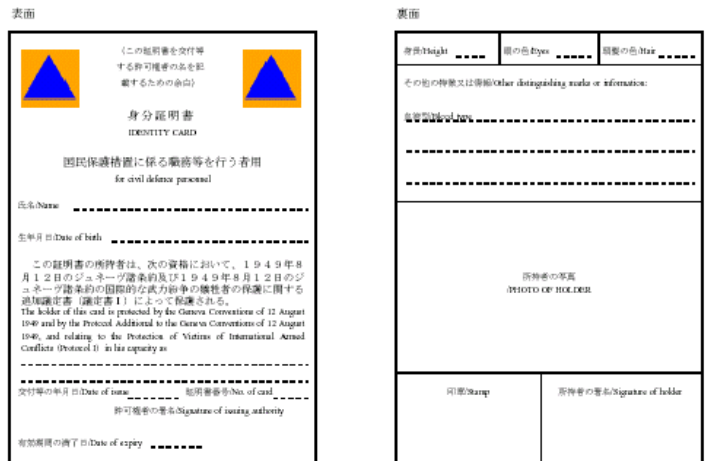 表面
(この証明書を交付等
する許可権者の名を記
載するための余白)
身分証明書
IDENTITY CARD
国民保護措置に係る職務等を行う者用
for civil defence personnel
氏名/Name
生年月日/Date of birth
この証明書の所持者は、次の資格において、1949年8
月12日のジュネーヴ諸条約及び1949年8月12日のジ
ュネーヴ諸条約の国際的な武力紛争の犠牲者の保護に関する
追加議定書(議定書I)によって保護される。
The holder of this card is protected by the Geneva Conventions of 12 August
1949 and by the Protocol Additional to the Geneva Conventions of 12 August
1949, and relating to the Protection of Victims of International Armed
Conflicts (Protocol I) in his capacity as
交付等の年月日/Date of issue 証明書番号/No. of card
許可権者の署名/Signature of issuing authority
有効期間の満了日/Date of expiry
裏面
身長/Height 眼の色/Eyes 頭髪の色/Hair
その他の特徴又は情報/Other distinguishing marks or information:
血液型/Blood type
所持者の写真
/PHOTO OF HOLDER
印章/Stamp 所持者の署名/Signature of holder